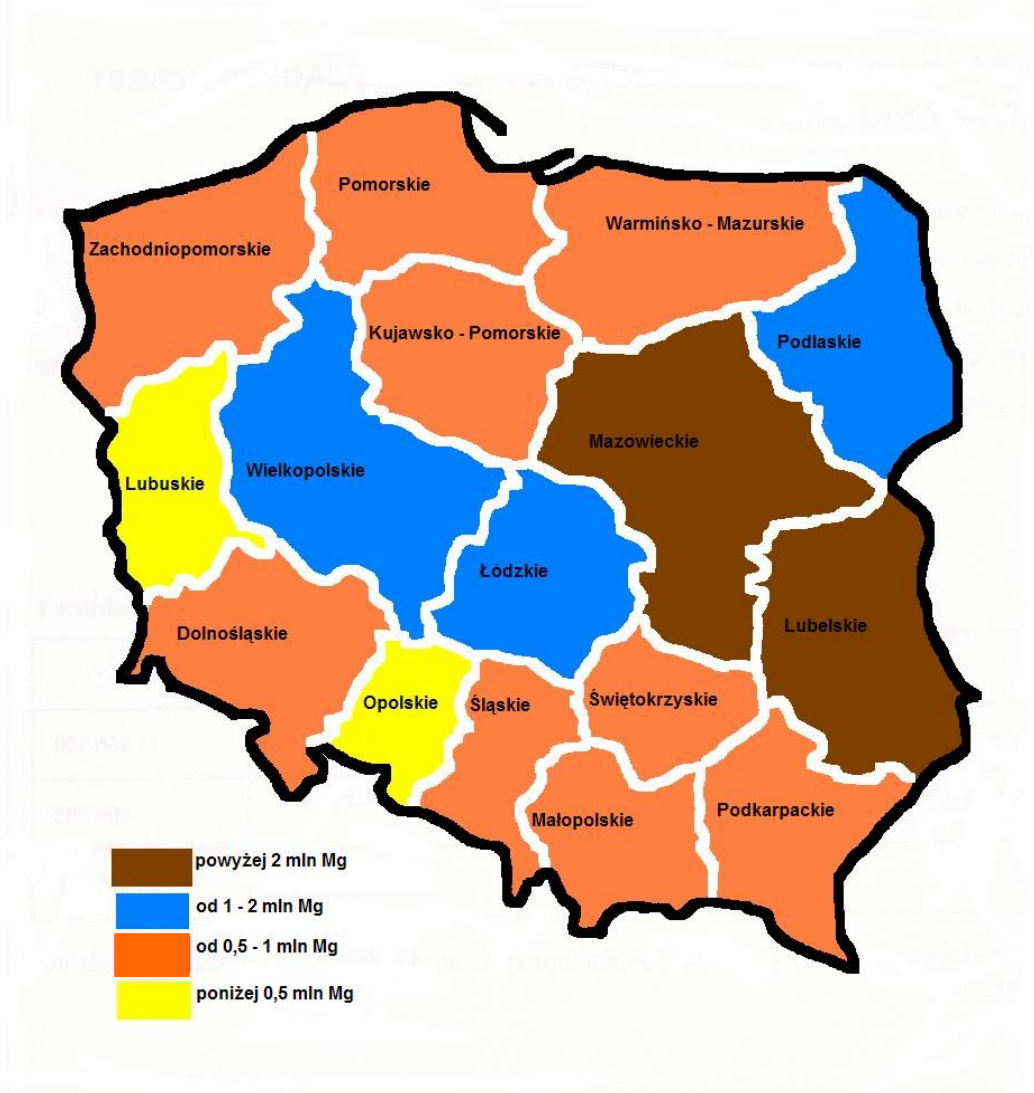 Pomorskie
Zachodniopomorskie
Warmińsko - Mazurskie
Kujawsko - Pomorskie
Podlaskie
Mazowieckie
Lubuskie
Wielkopolskie
Łódzkie
Dolnośląskie
Lubelskie
Opolskie
Śląskie
Świętokrzyskie
Małopolskie
Podkarpackie
powyżej 2 mln Mg
od 1 - 2 mln Mg
od 0,5 - 1 mln Mg
poniżej 0,5 mln Mg